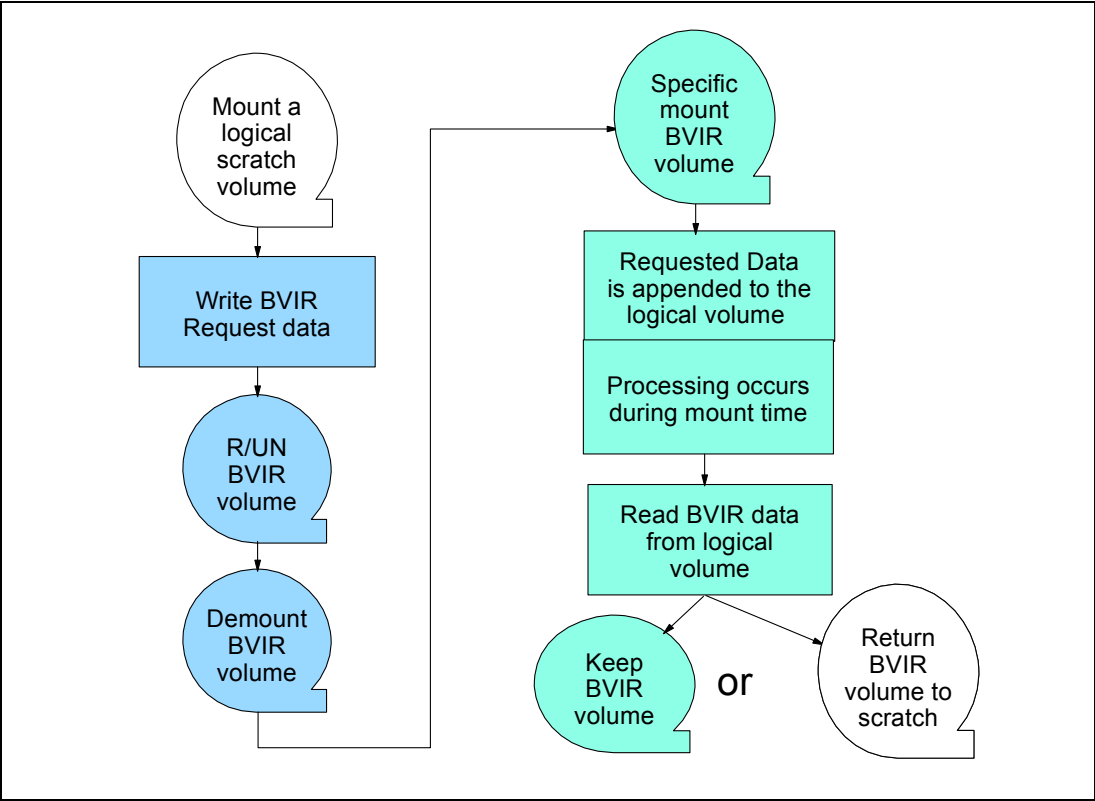 Mount a
logical
scratch
volume
Write BVIR
Request data
R/UN
BVIR
volume
Demount
BVIR
volume
Specific
mount
BVIR
volume
Requested Data
is appended to the
logical volume
Processing occurs
during mount time
Read BVIR data
from logical
volume
Keep
BVIR
volume
or
Return
BVIR
volume to
scratch